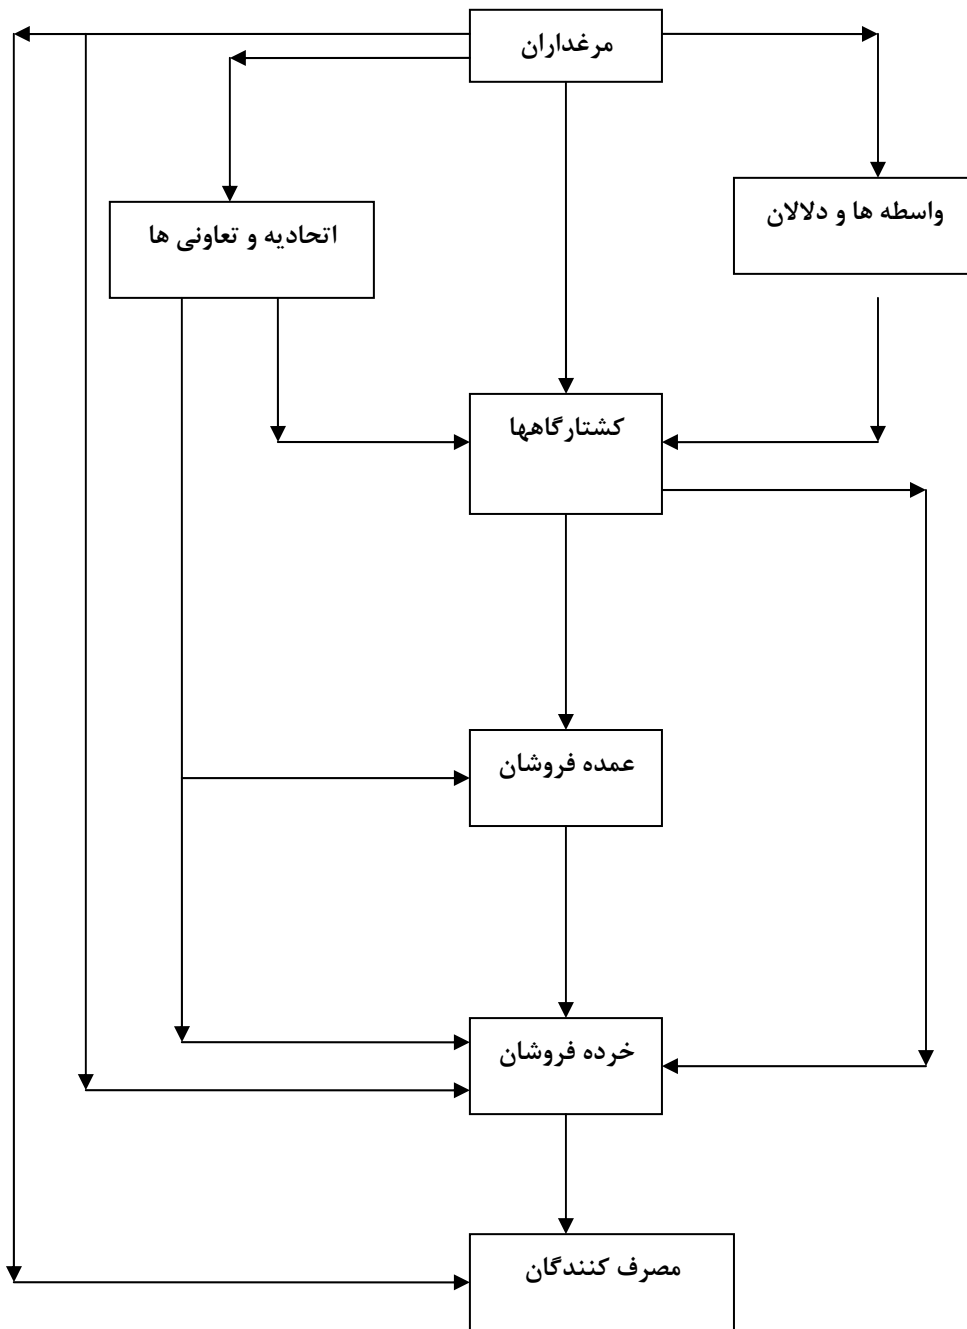 مرغداران
واسطه ها و دلالان
اتحادیه و تعاونی ها
کشتارگاهها
عمده فروشان
خرده فروشان
مصرف کنندگان